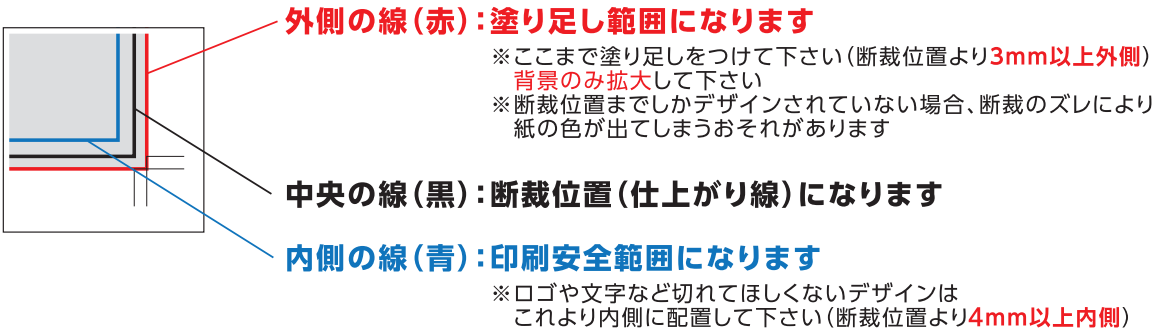 外側の線（赤）：塗り足し範囲になります
※ここまで塗り足しをつけて下さい（断裁位置より3mm以上外側）
背景のみ拡大して下さい
※断裁位置までしかデザインされていない場合、断裁のズレにより
紙の色が出てしまうおそれがあります
中央の線（黒）：断裁位置（仕上がり線）になります
内側の線（青）：印刷安全範囲になります
※ロゴや文字など切れてほしくないデザインは
これより内側に配置して下さい（断裁位置より4mm以上内側）